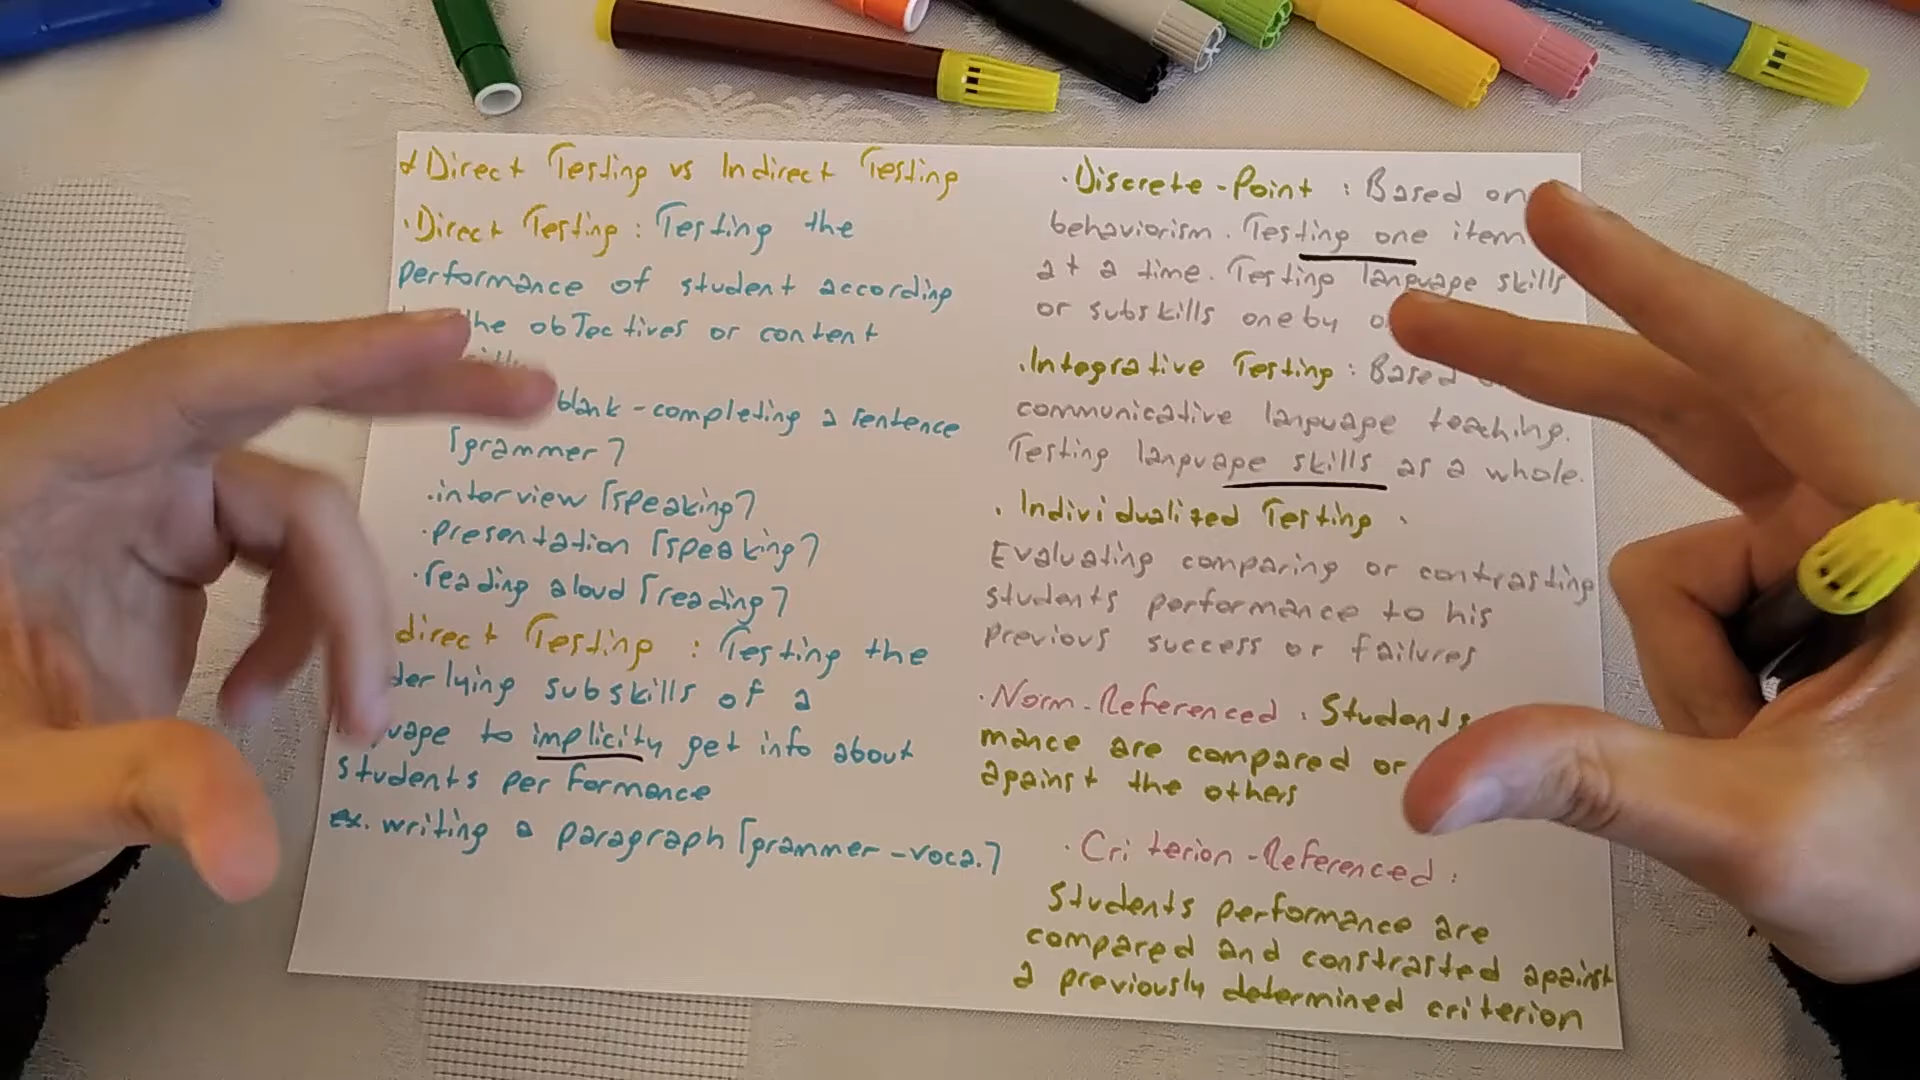 Direct Testing vs Indirect Testing
· Direct Testing : Testing the
performance of student according
the obJectives or content
blank - completing a sentence
[grammer]
· interview [speaking]
· presentation [speaking]
· reading aloud [reading]
direct Testing : Testing the
subskills of a
to implicity get info about
students performance
ex. writing a paragraph [grammer - voca.]
· Discrete - Point : Based on
behaviorism. Testing one item
at a time. Testing language skills
or subskills one by
· Integrative Testing : Based
communicative language teaching.
Testing language skills as a whole.
· Individualized Testing
Evaluating comparing or contrasting
students performance to his
previous success or failures
· Norm - Referenced : Students
mance are compared or
against the others
· Criterion - Referenced :
Students performance are
compared and constrasted against
a previously determined criterion